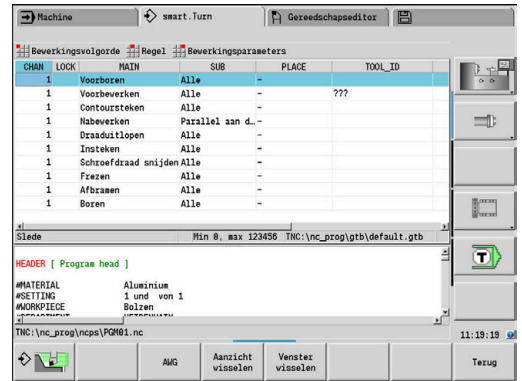 Machine smart.Turn Gereedschapseditor
Bewerkingsvolgorde Regel Bewerkingsparameters
CHAN LOCK MAIN SUB PLACE TOOL_ID
1 Voorboren Alle -
1 Voorbewerken Alle - ???
1 Contoursteken Alle -
1 Nabewerken Parallel aan d… -
1 Draaduitlopen Alle -
1 Insteken Alle -
1 Schroefdraad snijden Alle -
1 Frezen Alle -
1 Afbramen Alle -
1 Boren Alle -
Slede Min 0, max 123456 TNC:\nc_prog\gtb\default.gtb
HEADER [ Program head ]
#MATERIAL Aluminium
#SETTING 1 und von 1
#WORKPIECE Bolzen
TNC:\nc_prog\ncps\PGM01.nc
T
11:19:19
AWG
Aanzicht wisselen
Venster wisselen
Terug